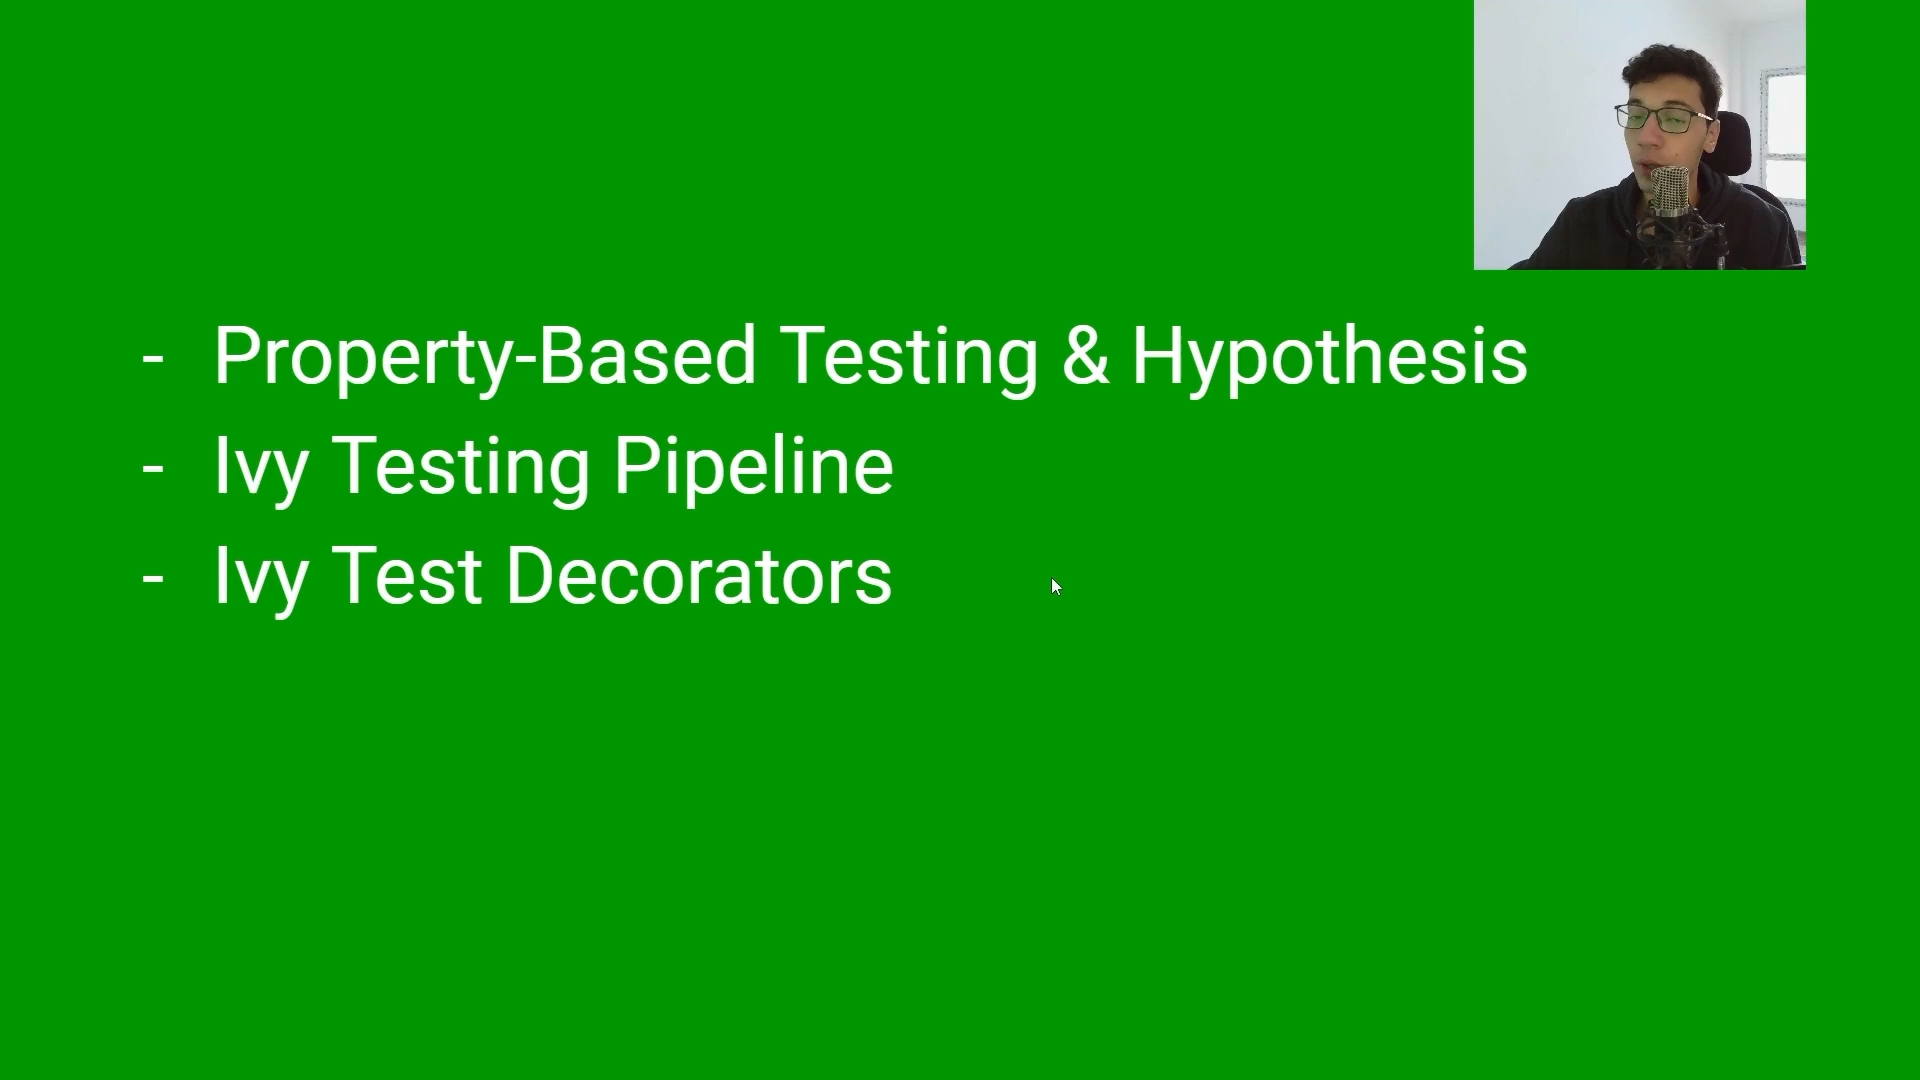 - Property-Based Testing & Hypothesis
- Ivy Testing Pipeline
- Ivy Test Decorators